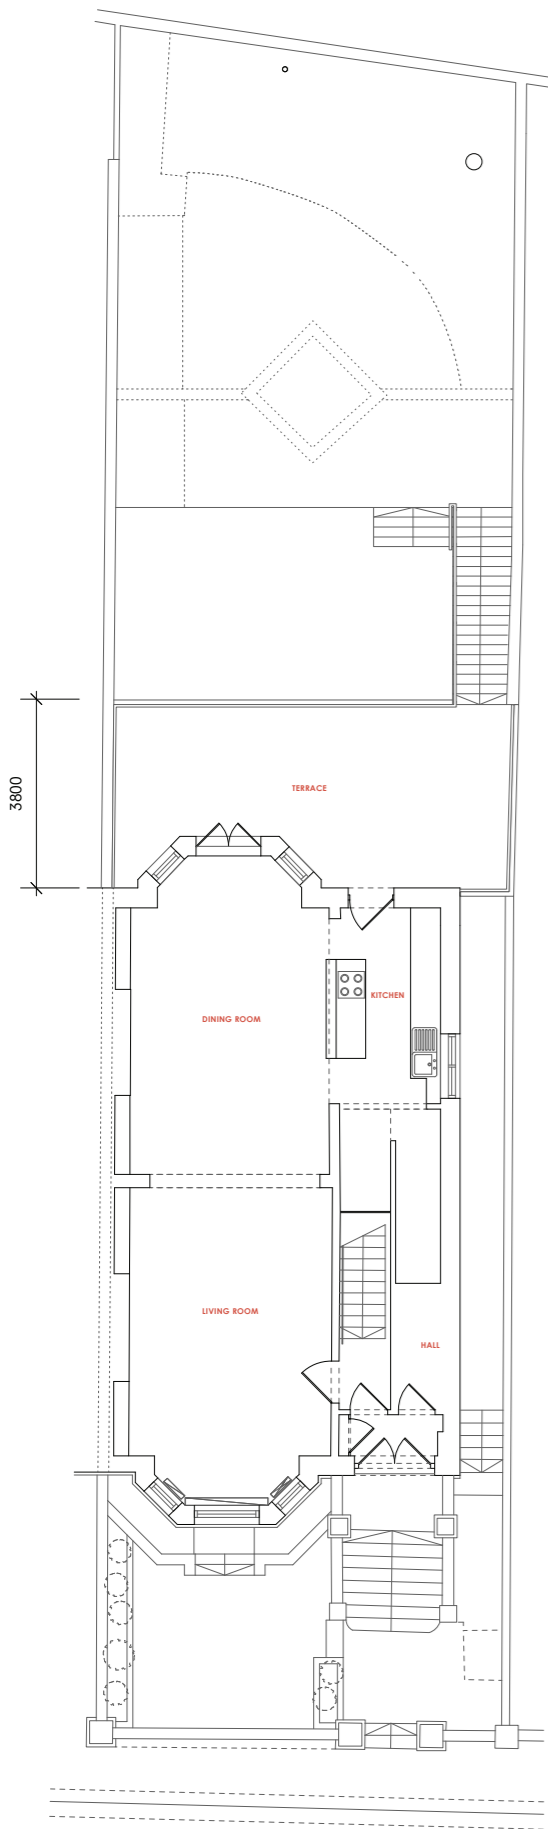 3800
TERRACE
DINING ROOM
KITCHEN
LIVING ROOM
HALL